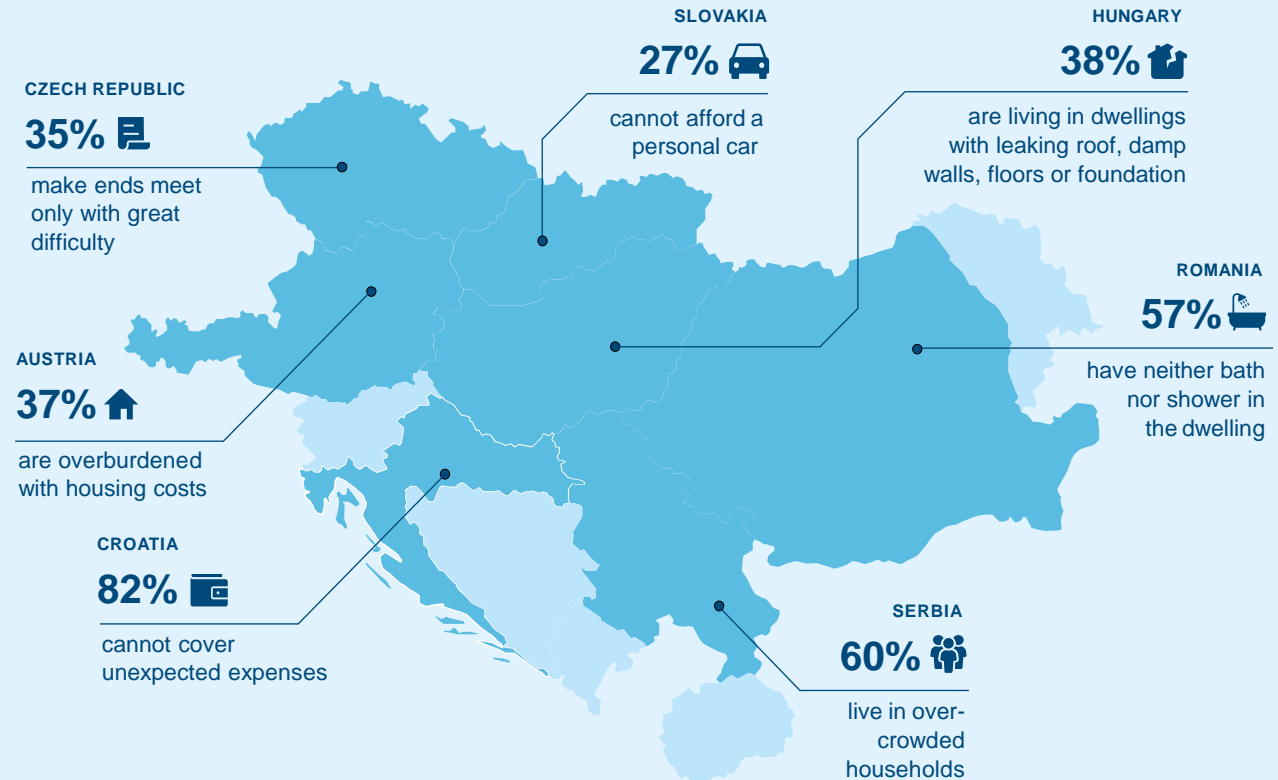 SLOVAKIA
27%
cannot afford a
personal car
HUNGARY
38%
are living in dwellings
with leaking roof, damp
walls, floors or foundation
CZECH REPUBLIC
35%
make ends meet
only with great
difficulty
ROMANIA
57%
have neither bath
nor shower in
the dwelling
AUSTRIA
37%
are overburdened
with housing costs
CROATIA
82%
cannot cover
unexpected expenses
SERBIA
60%
live in over-
crowded
households